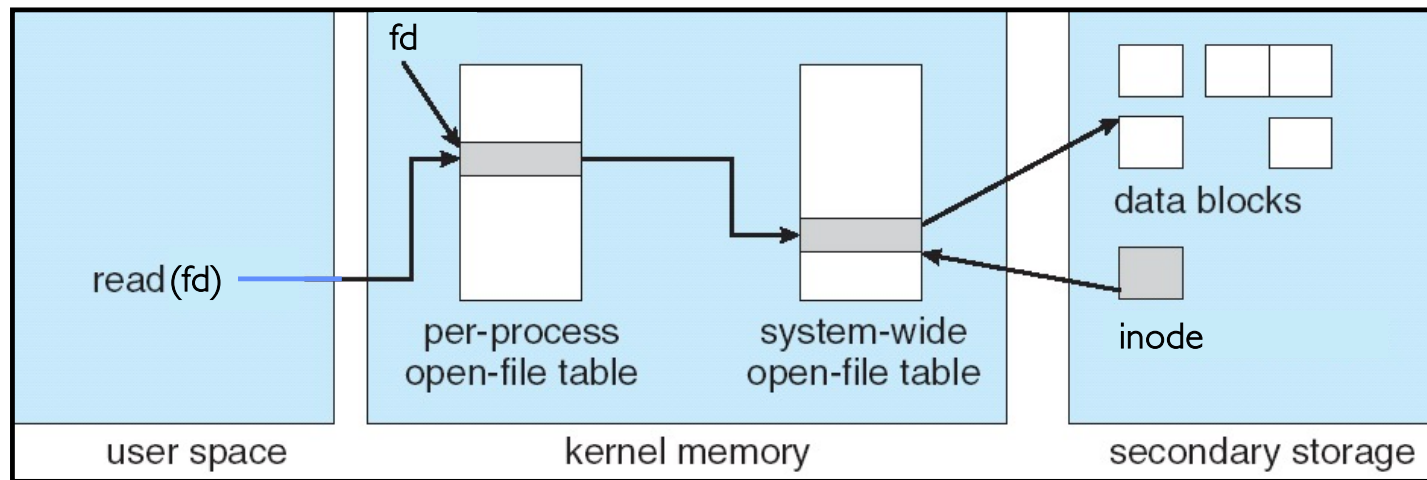 fd
read(fd)
per-process
open-file table
system-wide
open-file table
data blocks
inode
user space
kernel memory
secondary storage